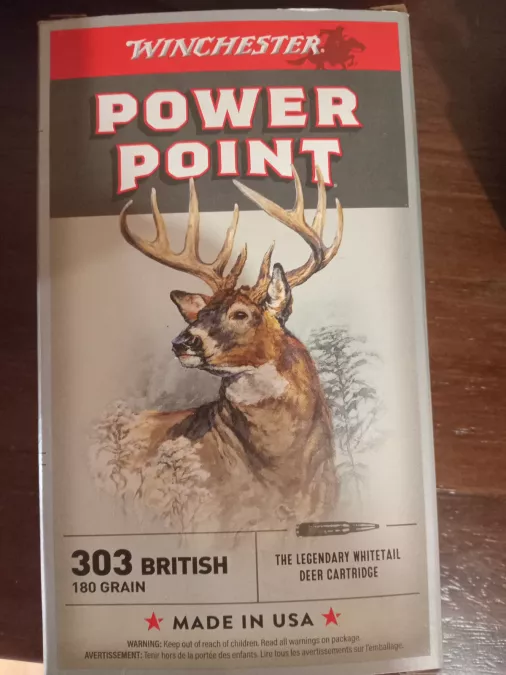 WINCHESTER
POWER
POINT
303 BRITISH
180 GRAIN
THE LEGENDARY WHITETAIL
DEER CARTRIDGE
MADE IN USA
WARNING: Keep out of reach of children. Read all warnings on package.
AVERTISSEMENT: Tenir hors de la portée des enfants. Lire tous les avertissements sur l'emballage.